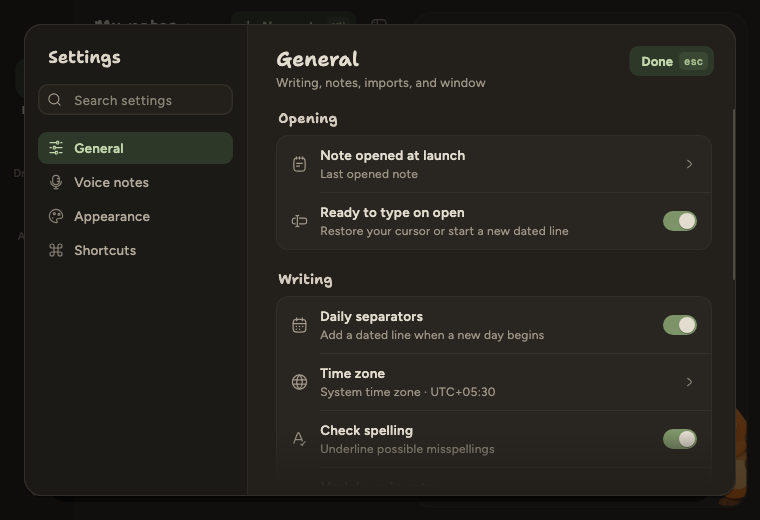 Settings
Search settings
General
Voice notes
Appearance
Shortcuts
General
Writing, notes, imports, and window
Done esc
Opening
Note opened at launch
Last opened note
Ready to type on open
Restore your cursor or start a new dated line
Writing
Daily separators
Add a dated line when a new day begins
Time zone
System time zone · UTC+05:30
Check spelling
Underline possible misspellings